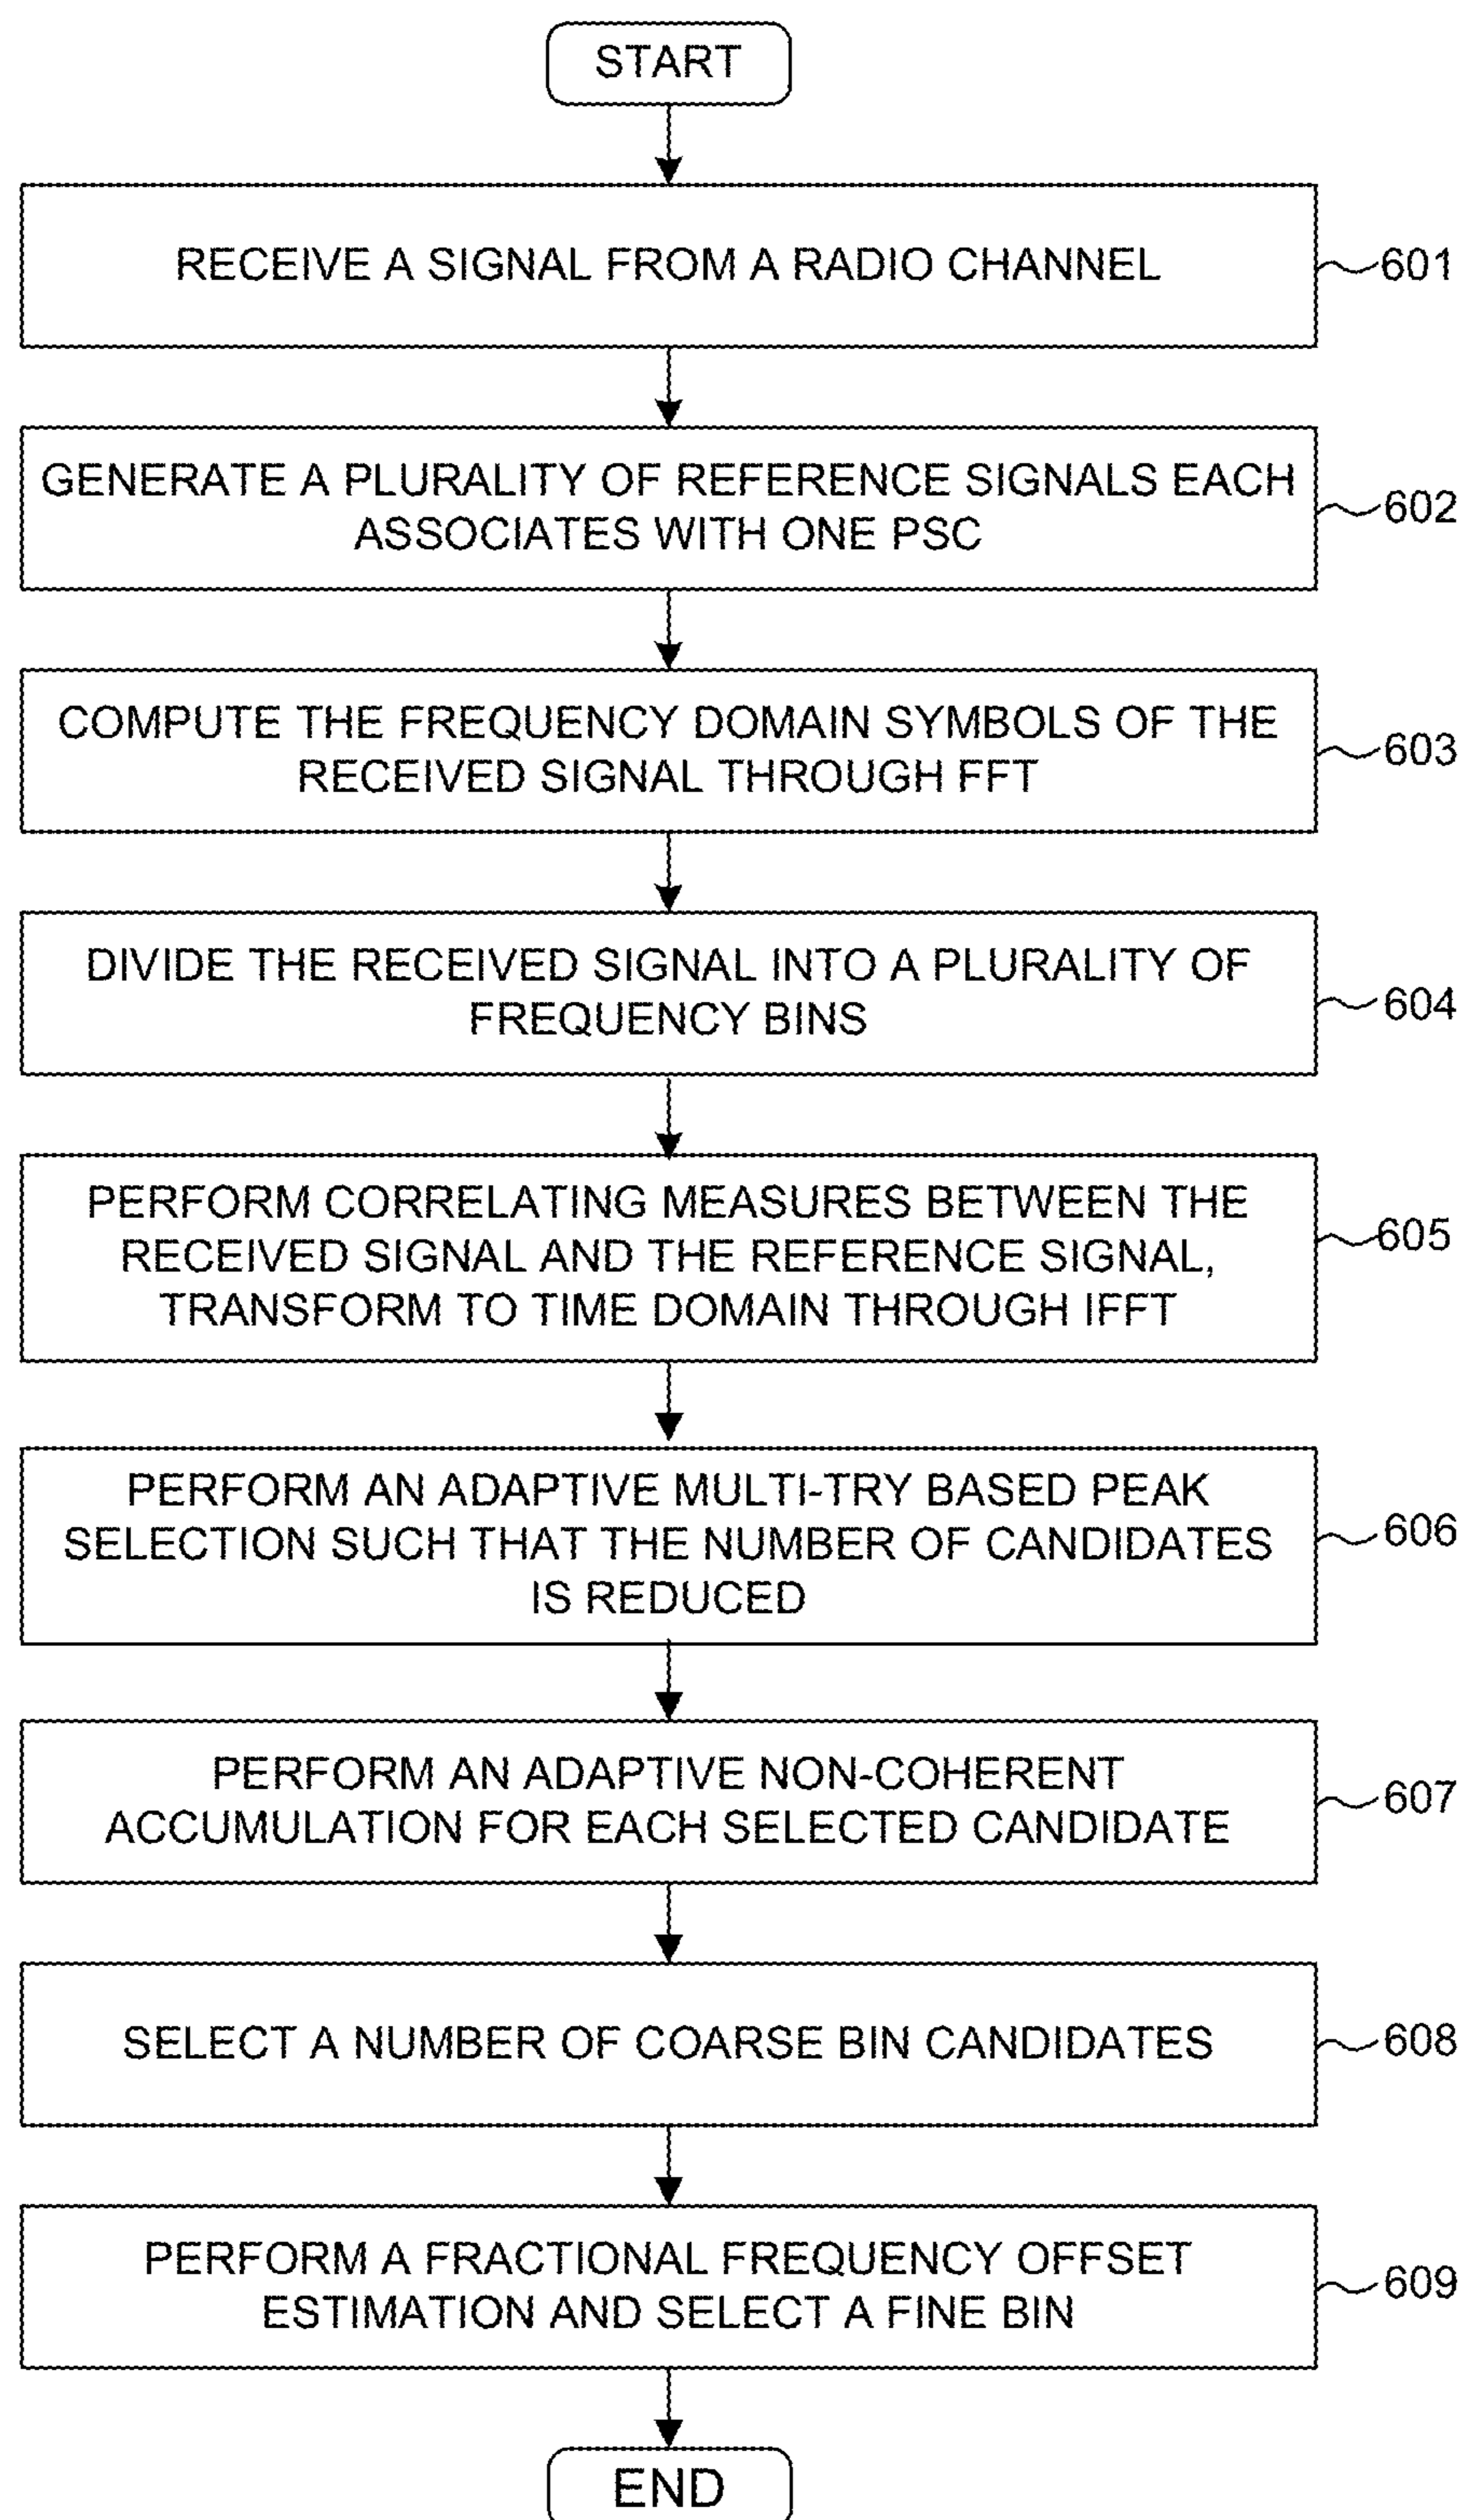 START
RECEIVE A SIGNAL FROM A RADIO CHANNEL
601
GENERATE A PLURALITY OF REFERENCE SIGNALS EACH
ASSOCIATES WITH ONE PSC
602
COMPUTE THE FREQUENCY DOMAIN SYMBOLS OF THE
RECEIVED SIGNAL THROUGH FFT
603
DIVIDE THE RECEIVED SIGNAL INTO A PLURALITY OF
FREQUENCY BINS
604
PERFORM CORRELATING MEASURES BETWEEN THE
RECEIVED SIGNAL AND THE REFERENCE SIGNAL,
TRANSFORM TO TIME DOMAIN THROUGH IFFT
605
PERFORM AN ADAPTIVE MULTI-TRY BASED PEAK
SELECTION SUCH THAT THE NUMBER OF CANDIDATES
IS REDUCED
606
PERFORM AN ADAPTIVE NON-COHERENT
ACCUMULATION FOR EACH SELECTED CANDIDATE
607
SELECT A NUMBER OF COARSE BIN CANDIDATES
608
PERFORM A FRACTIONAL FREQUENCY OFFSET
ESTIMATION AND SELECT A FINE BIN
609
END